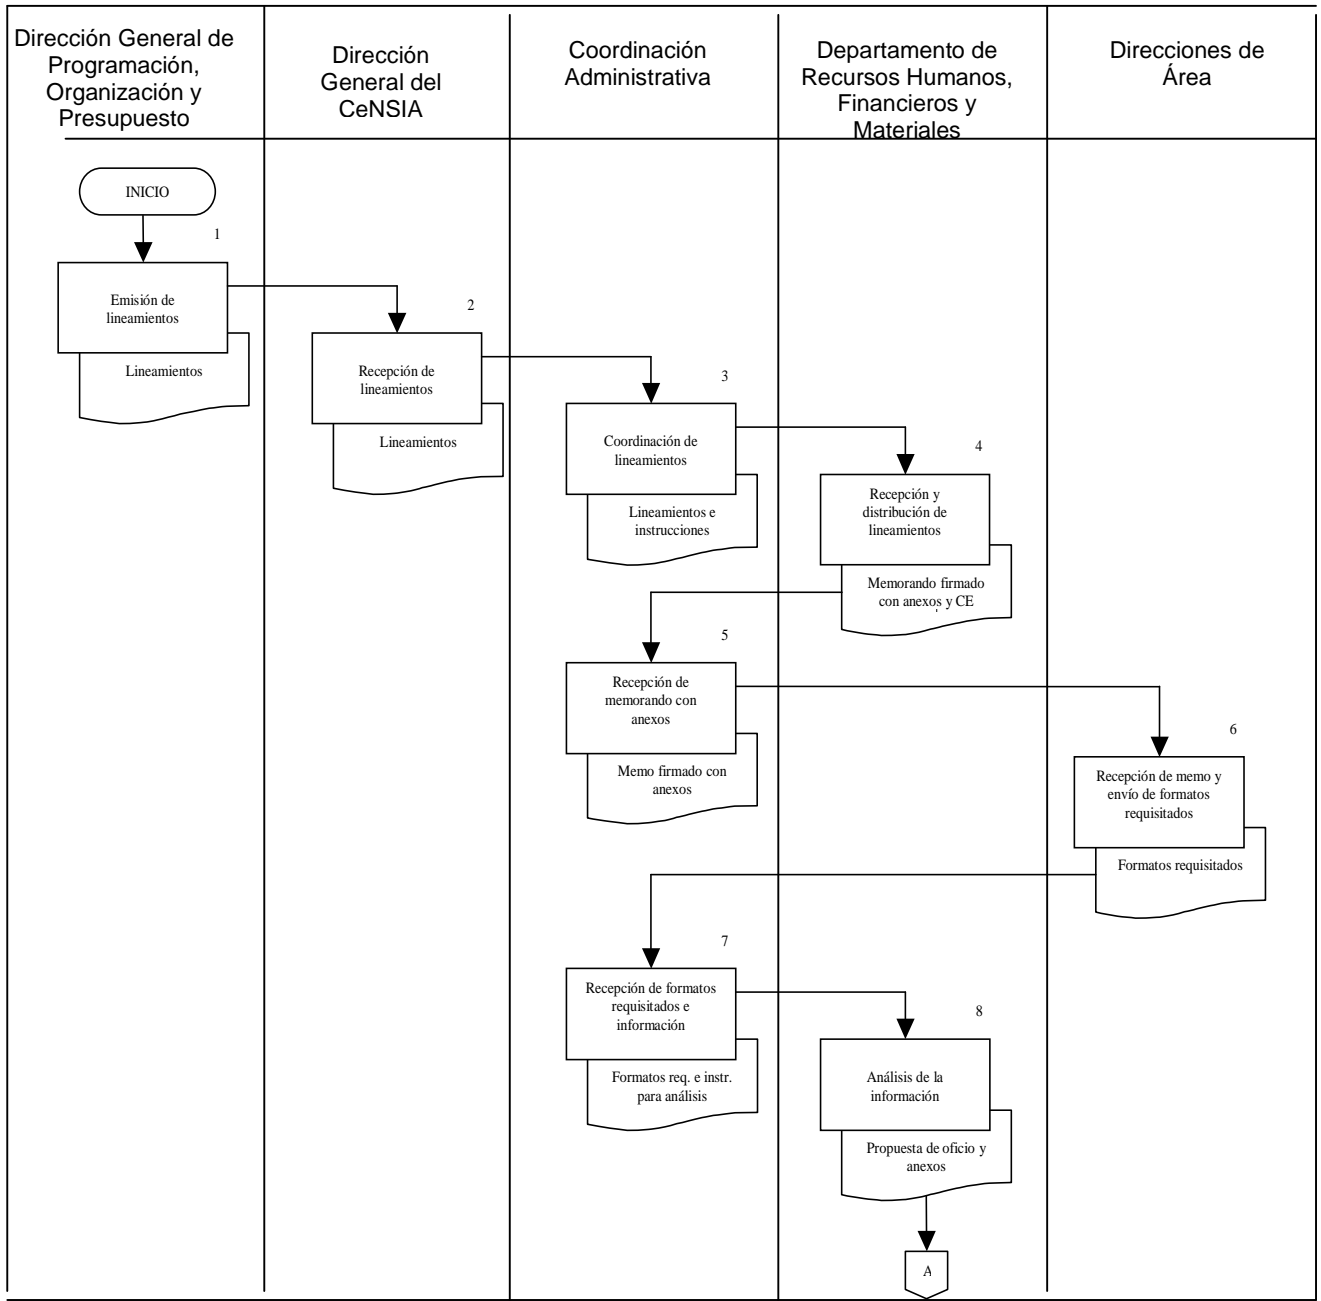 Dirección General de
Programación,
Organización y
Presupuesto
Dirección
General del
CeNSIA
Coordinación
Administrativa
Departamento de
Recursos Humanos,
Financieros y
Materiales
Direcciones de
Área
INICIO
1
Emisión de
lineamientos
Lineamientos
2
Recepción de
lineamientos
Lineamientos
3
Coordinación de
lineamientos
Lineamientos e
instrucciones
4
Recepción y
distribución de
lineamientos
Memorando firmado
con anexos y CE
5
Recepción de
memorando con
anexos
Memo firmado con
anexos
6
Recepción de memo y
envío de formatos
requisitados
Formatos requisitados
7
Recepción de formatos
requisitados e
información
Formatos req. e instr.
para análisis
8
Análisis de la
información
Propuesta de oficio y
anexos
A